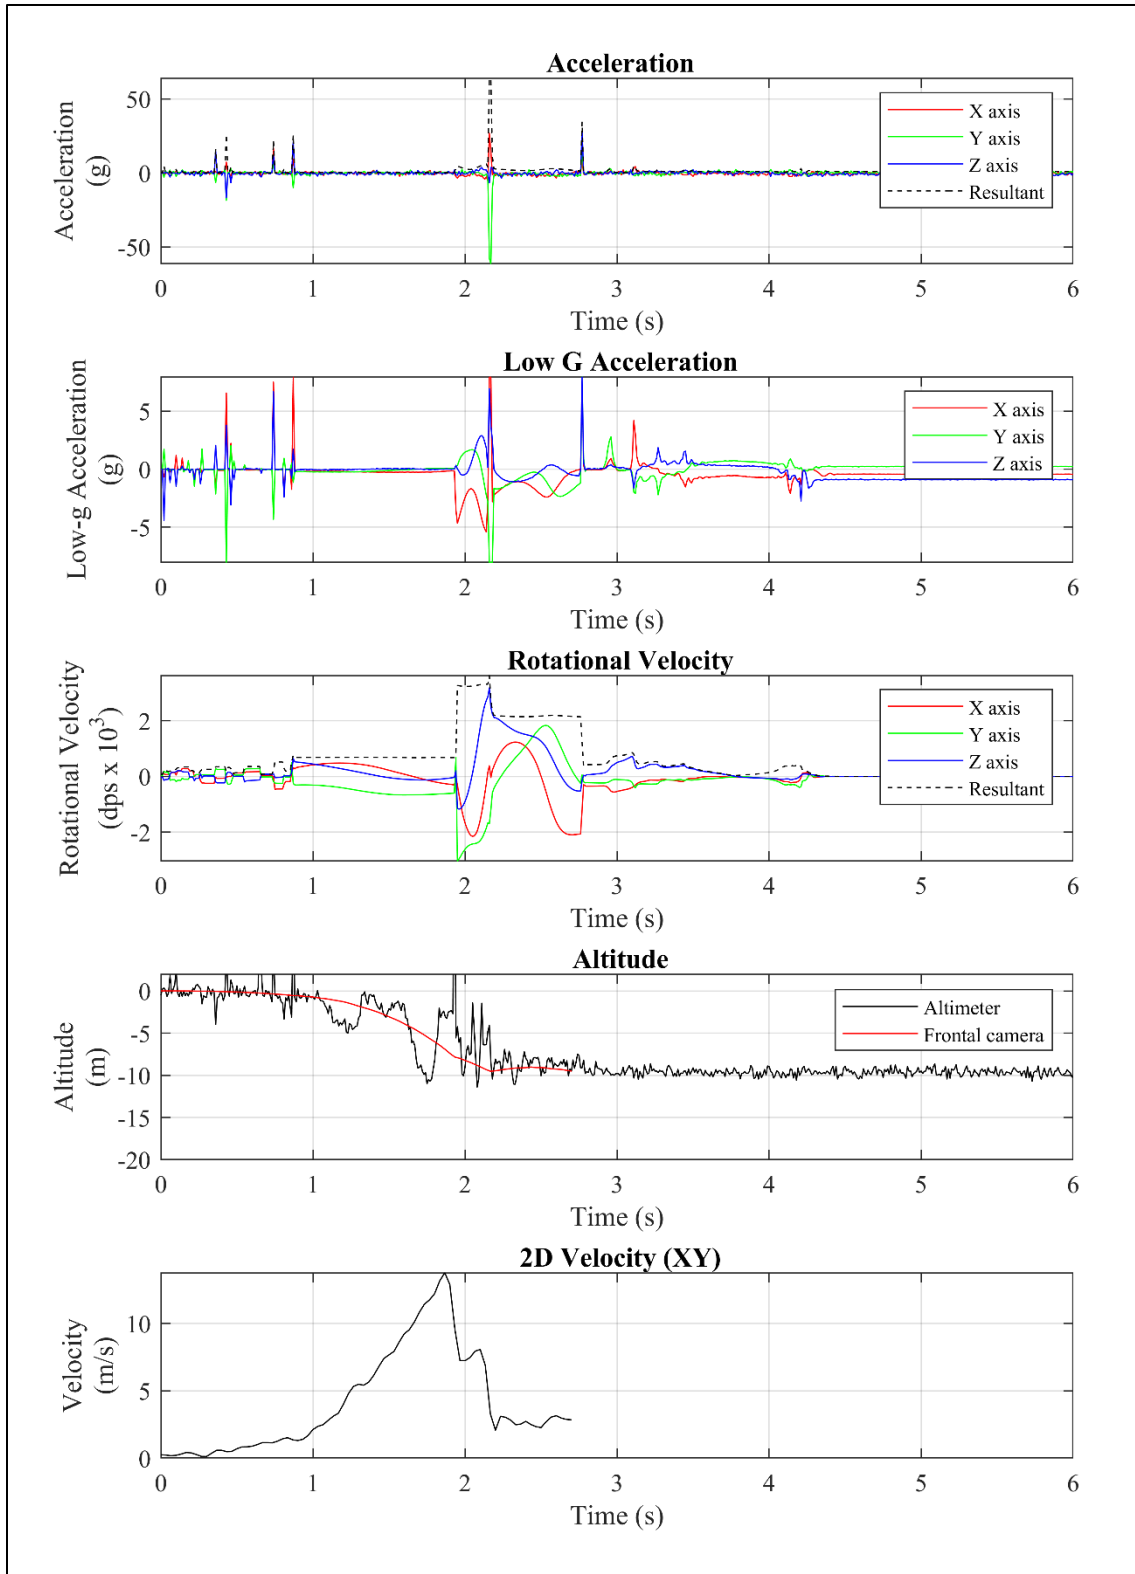 Acceleration
Acceleration
(g)
50
0
-50
X axis
Y axis
Z axis
Resultant
0 1 2 3 4 5 6
Time (s)
Low G Acceleration
Low-g Acceleration
(g)
5
0
-5
X axis
Y axis
Z axis
0 1 2 3 4 5 6
Time (s)
Rotational Velocity
Rotational Velocity
(dps x 10³)
2
0
-2
X axis
Y axis
Z axis
Resultant
0 1 2 3 4 5 6
Time (s)
Altitude
Altitude
(m)
0
-5
-10
-15
-20
Altimeter
Frontal camera
0 1 2 3 4 5 6
Time (s)
2D Velocity (XY)
Velocity
(m/s)
10
5
0
0 1 2 3 4 5 6
Time (s)